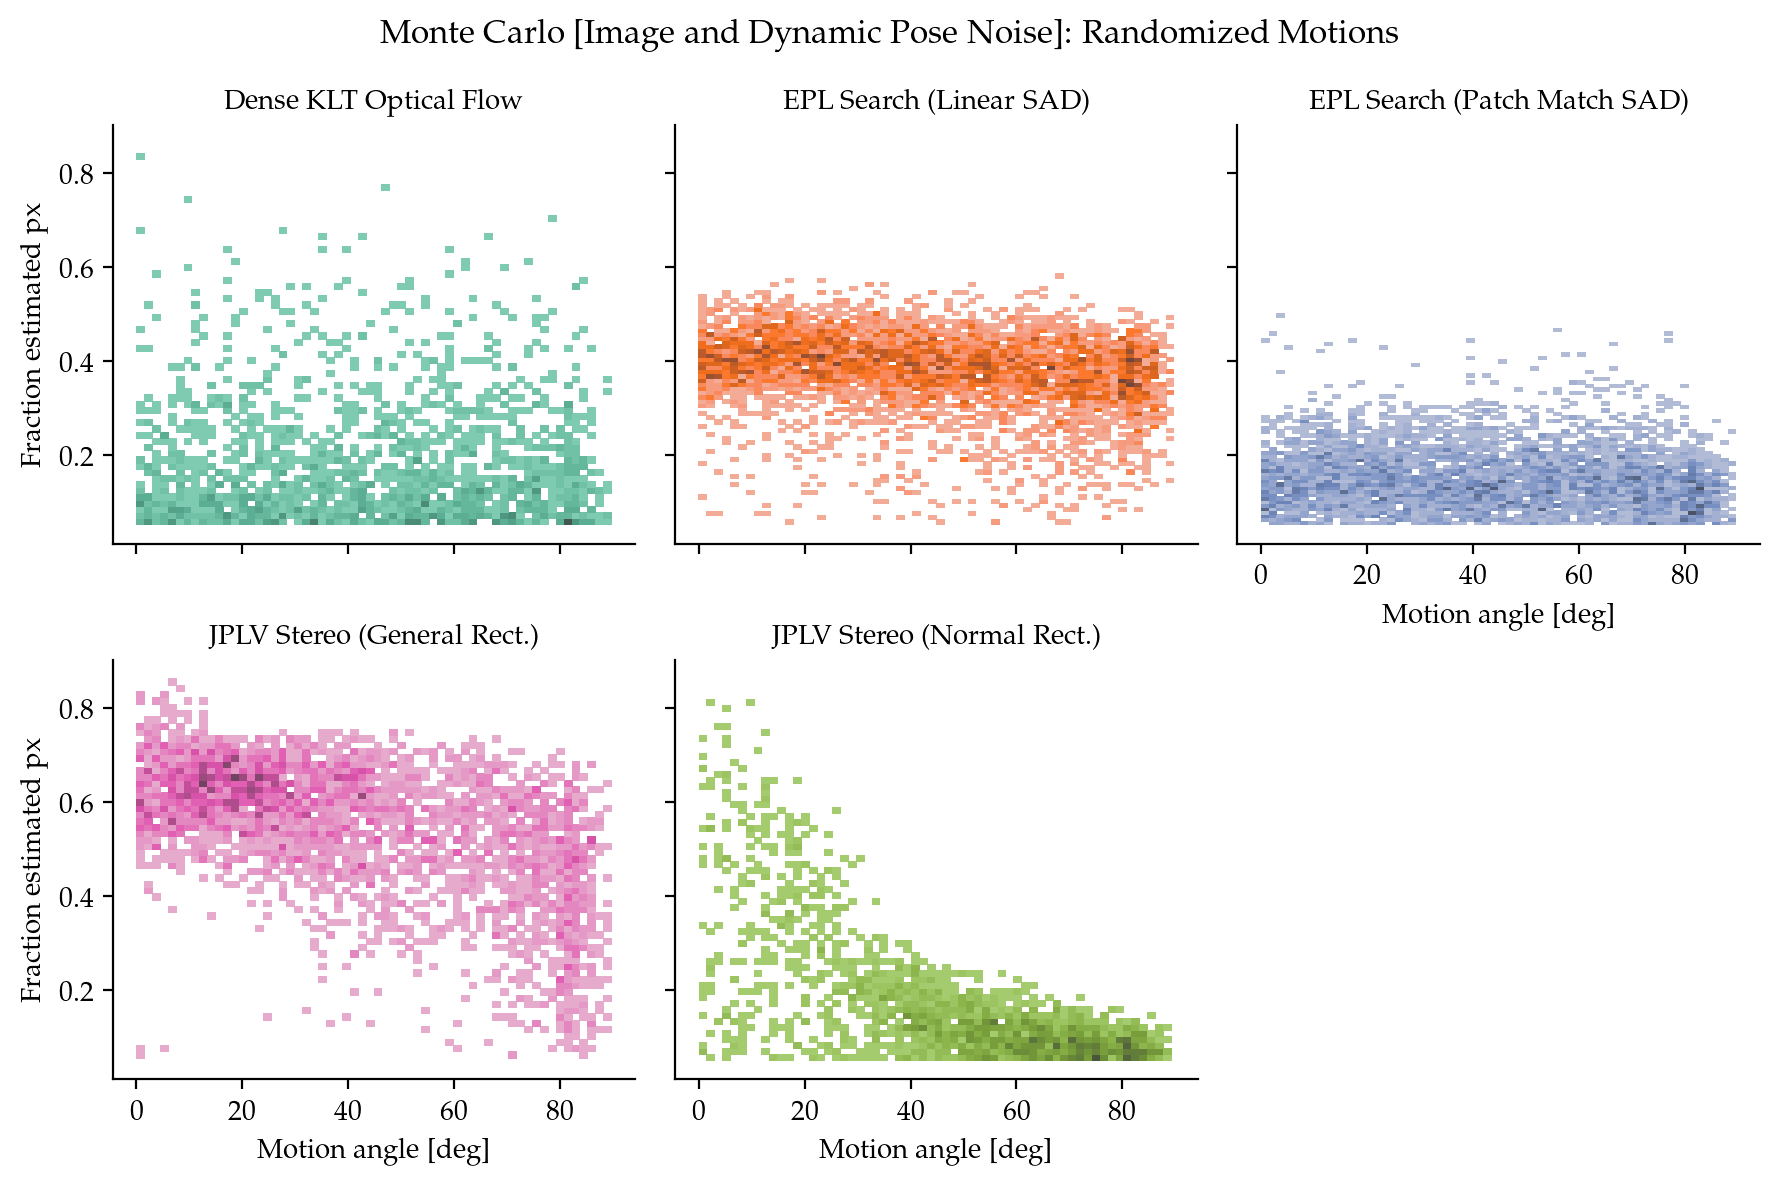 Monte Carlo [Image and Dynamic Pose Noise]: Randomized Motions
Dense KLT Optical Flow
EPL Search (Linear SAD)
EPL Search (Patch Match SAD)
Fraction estimated px
0.8
0.6
0.4
0.2
0 20 40 60 80
Motion angle [deg]
JPLV Stereo (General Rect.)
JPLV Stereo (Normal Rect.)
Fraction estimated px
0.8
0.6
0.4
0.2
0 20 40 60 80
0 20 40 60 80
Motion angle [deg]
Motion angle [deg]